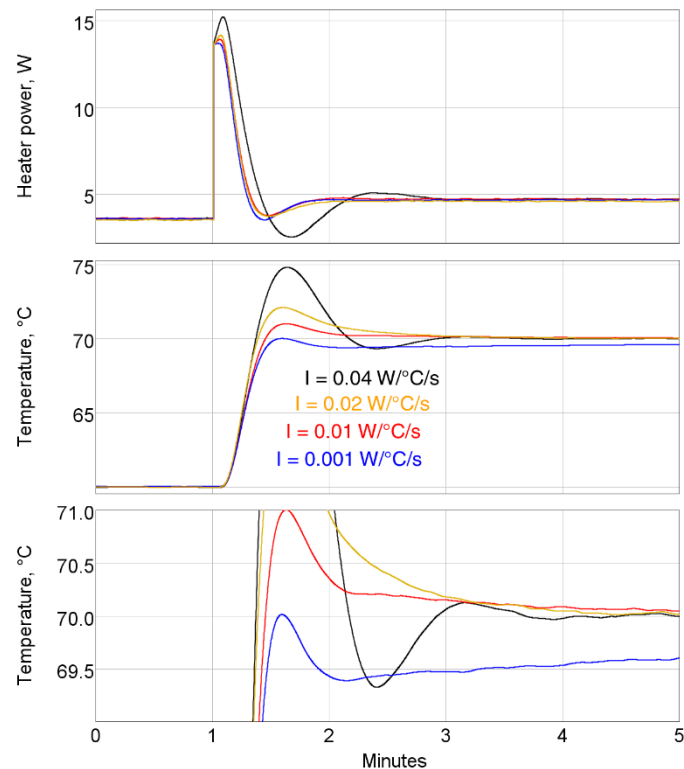 Heater power, W
15
10
5
Temperature, °C
75
70
65
I = 0.04 W/°C/s
I = 0.02 W/°C/s
I = 0.01 W/°C/s
I = 0.001 W/°C/s
Temperature, °C
71.0
70.5
70.0
69.5
0 1 2 3 4 5
Minutes